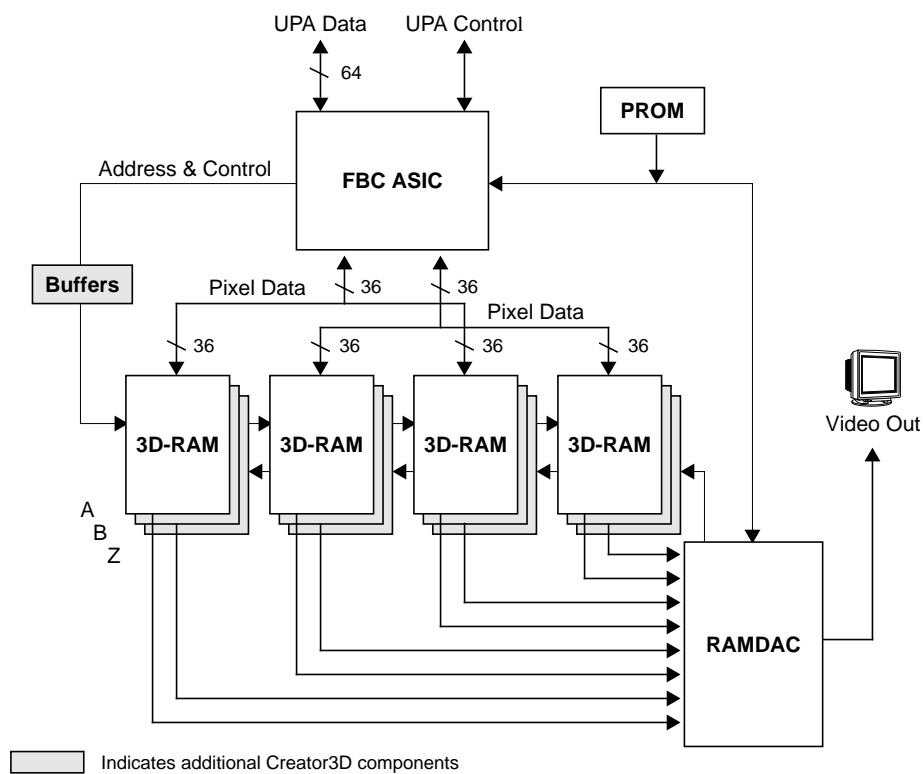 UPA Data
UPA Control
64
PROM
Address & Control
FBC ASIC
Buffers
Pixel Data
36
36
Pixel Data
36
36
36
36
3D-RAM
3D-RAM
3D-RAM
3D-RAM
Video Out
A
B
Z
RAMDAC
Indicates additional Creator3D components